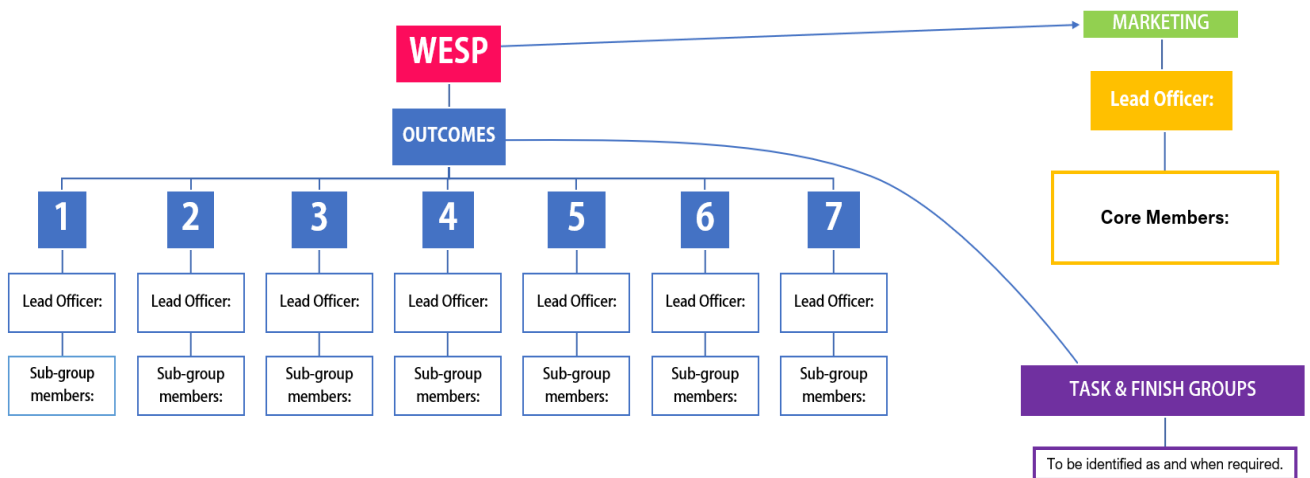 WESP
MARKETING
Lead Officer:
OUTCOMES
Core Members:
1
2
3
4
5
6
7
Lead Officer:
Lead Officer:
Lead Officer:
Lead Officer:
Lead Officer:
Lead Officer:
Lead Officer:
Sub-group
members:
Sub-group
members:
Sub-group
members:
Sub-group
members:
Sub-group
members:
Sub-group
members:
Sub-group
members:
TASK & FINISH GROUPS
To be identified as and when required.